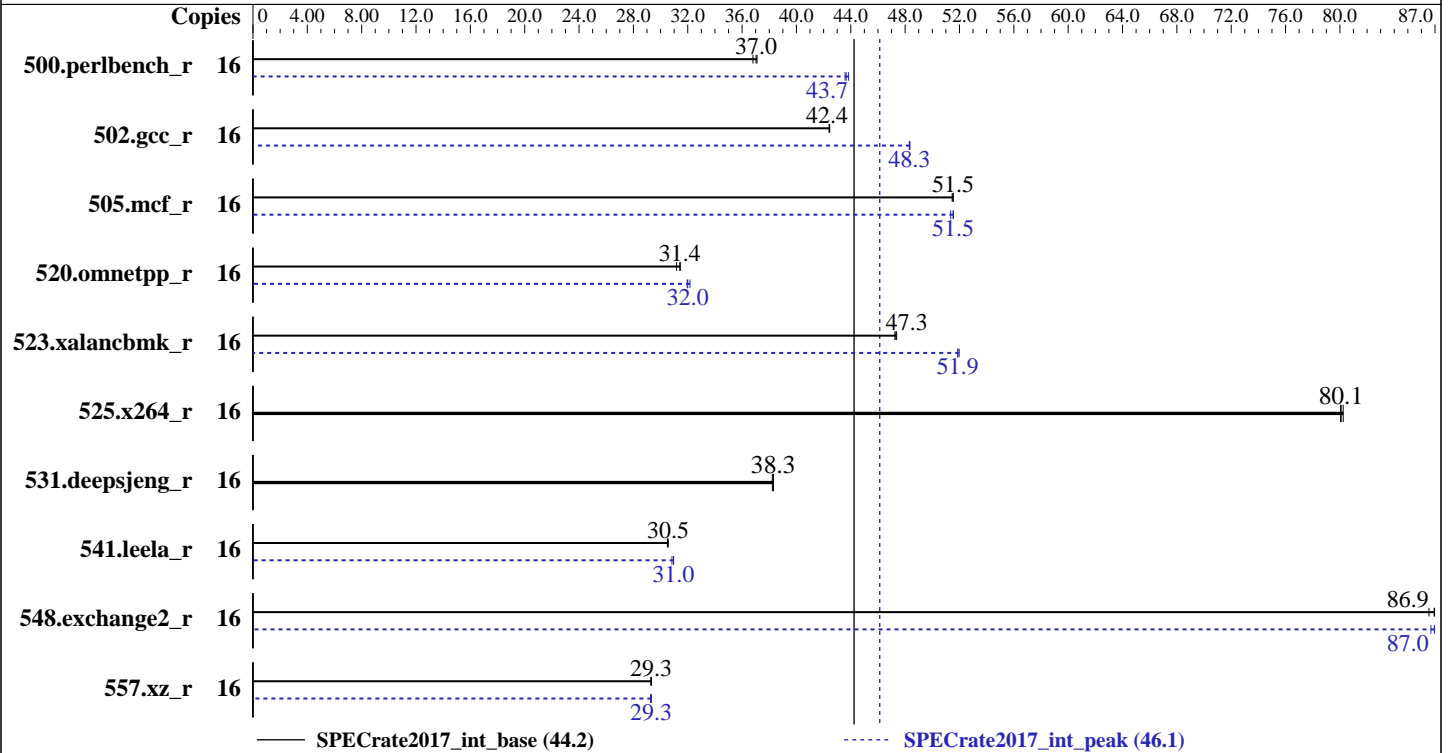 Copies 0 4.00 8.00 12.0 16.0 20.0 24.0 28.0 32.0 36.0 40.0 44.0 48.0 52.0 56.0 60.0 64.0 68.0 72.0 76.0 80.0 87.0
37.0
500.perlbench_r 16
43.7
42.4
502.gcc_r 16
48.3
51.5
505.mcf_r 16
51.5
31.4
520.omnetpp_r 16
32.0
47.3
523.xalancbmk_r 16
51.9
80.1
525.x264_r 16
38.3
531.deepsjeng_r 16
30.5
541.leela_r 16
31.0
86.9
548.exchange2_r 16
87.0
29.3
557.xz_r 16
29.3
SPECrate2017_int_base (44.2) SPECrate2017_int_peak (46.1)